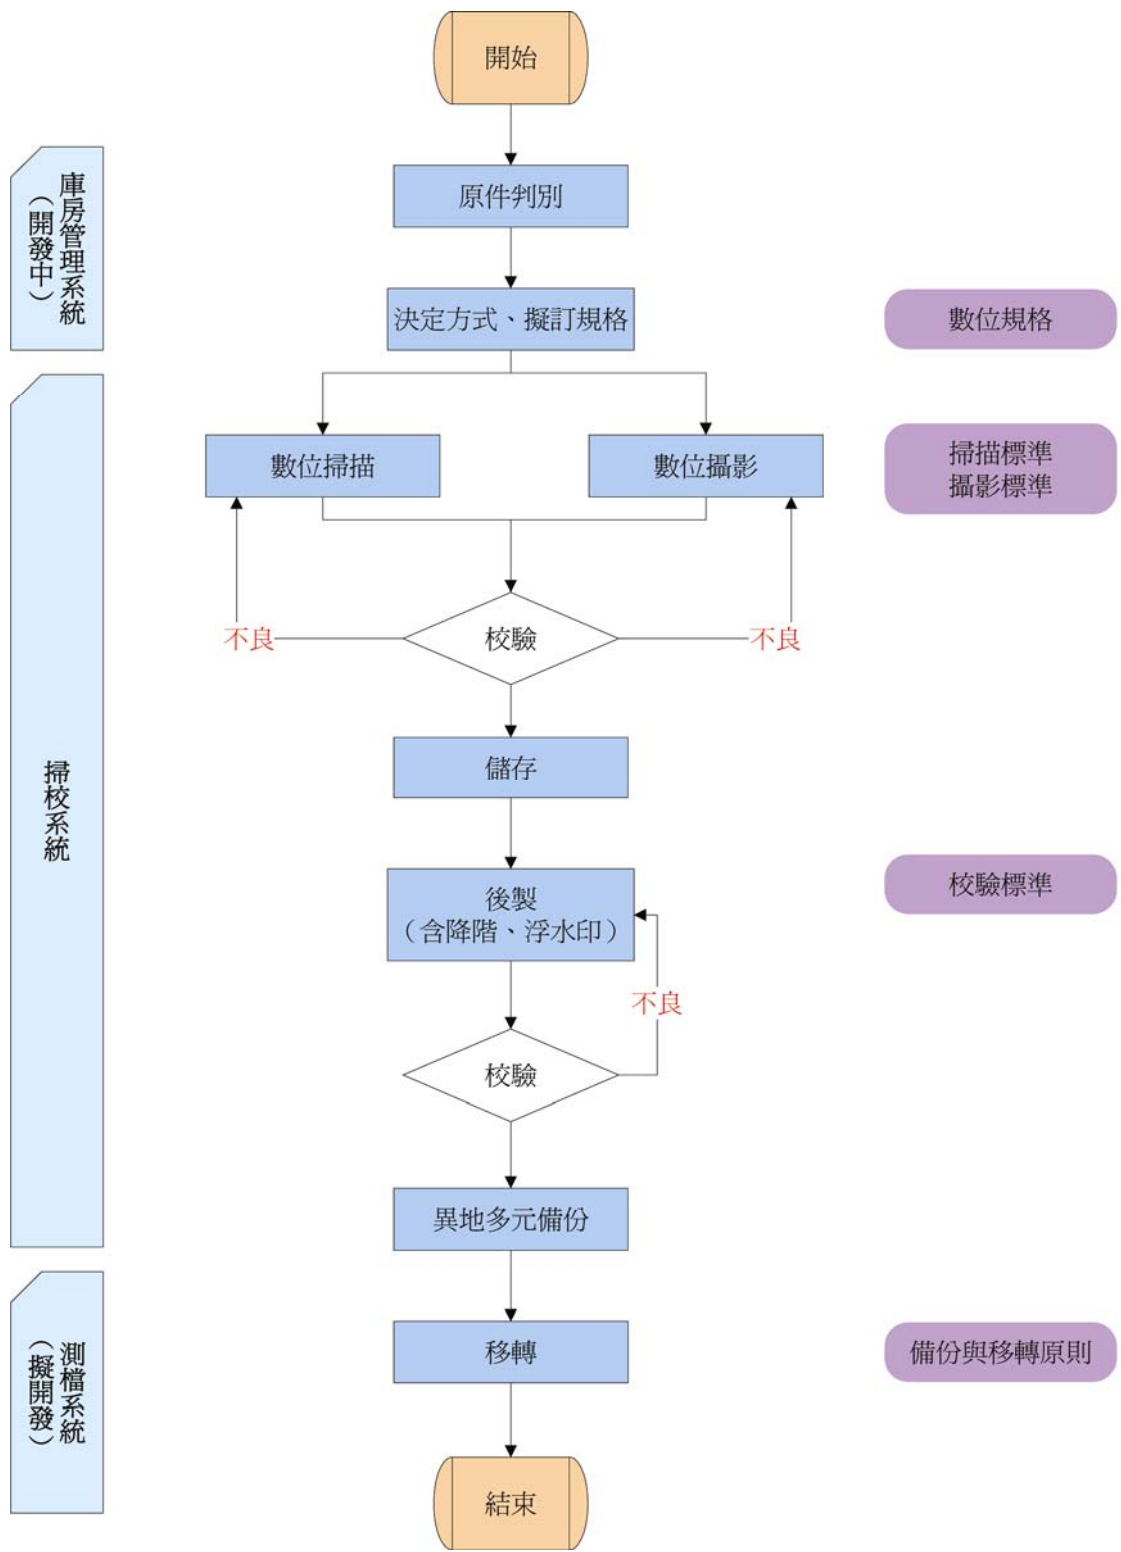 開始
庫房管理系統
（開發中）
原件判別
決定方式、擬訂規格
數位規格
掃校系統
數位掃描
數位攝影
掃描標準
攝影標準
不良
校驗
不良
儲存
後製
（含降階、浮水印）
校驗標準
不良
校驗
異地多元備份
測檔系統
（擬開發）
移轉
備份與移轉原則
結束